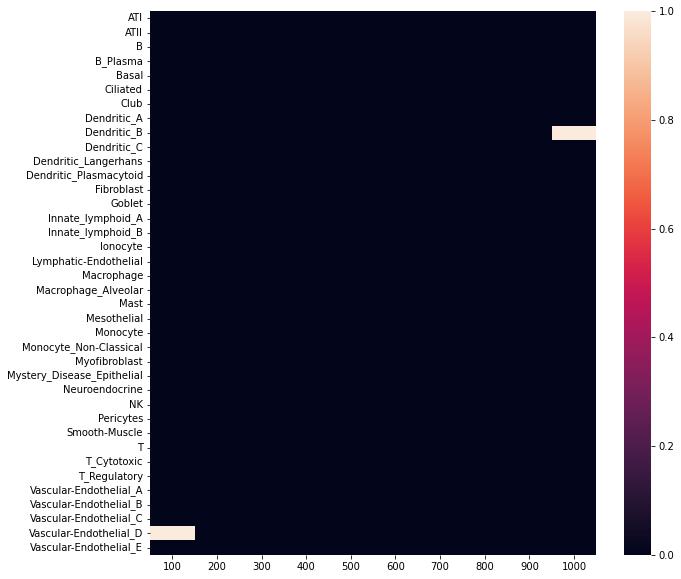 ATI
ATII
B
B_Plasma
Basal
Ciliated
Club
Dendritic_A
Dendritic_B
Dendritic_C
Dendritic_Langerhans
Dendritic_Plasmacytoid
Fibroblast
Goblet
Innate_lymphoid_A
Innate_lymphoid_B
Ionocyte
Lymphatic-Endothelial
Macrophage
Macrophage_Alveolar
Mast
Mesothelial
Monocyte
Monocyte_Non-Classical
Myofibroblast
Mystery_Disease_Epithelial
Neuroendocrine
NK
Pericytes
Smooth-Muscle
T
T_Cytotoxic
T_Regulatory
Vascular-Endothelial_A
Vascular-Endothelial_B
Vascular-Endothelial_C
Vascular-Endothelial_D
Vascular-Endothelial_E
100 200 300 400 500 600 700 800 900 1000
1.0
0.8
0.6
0.4
0.2
0.0